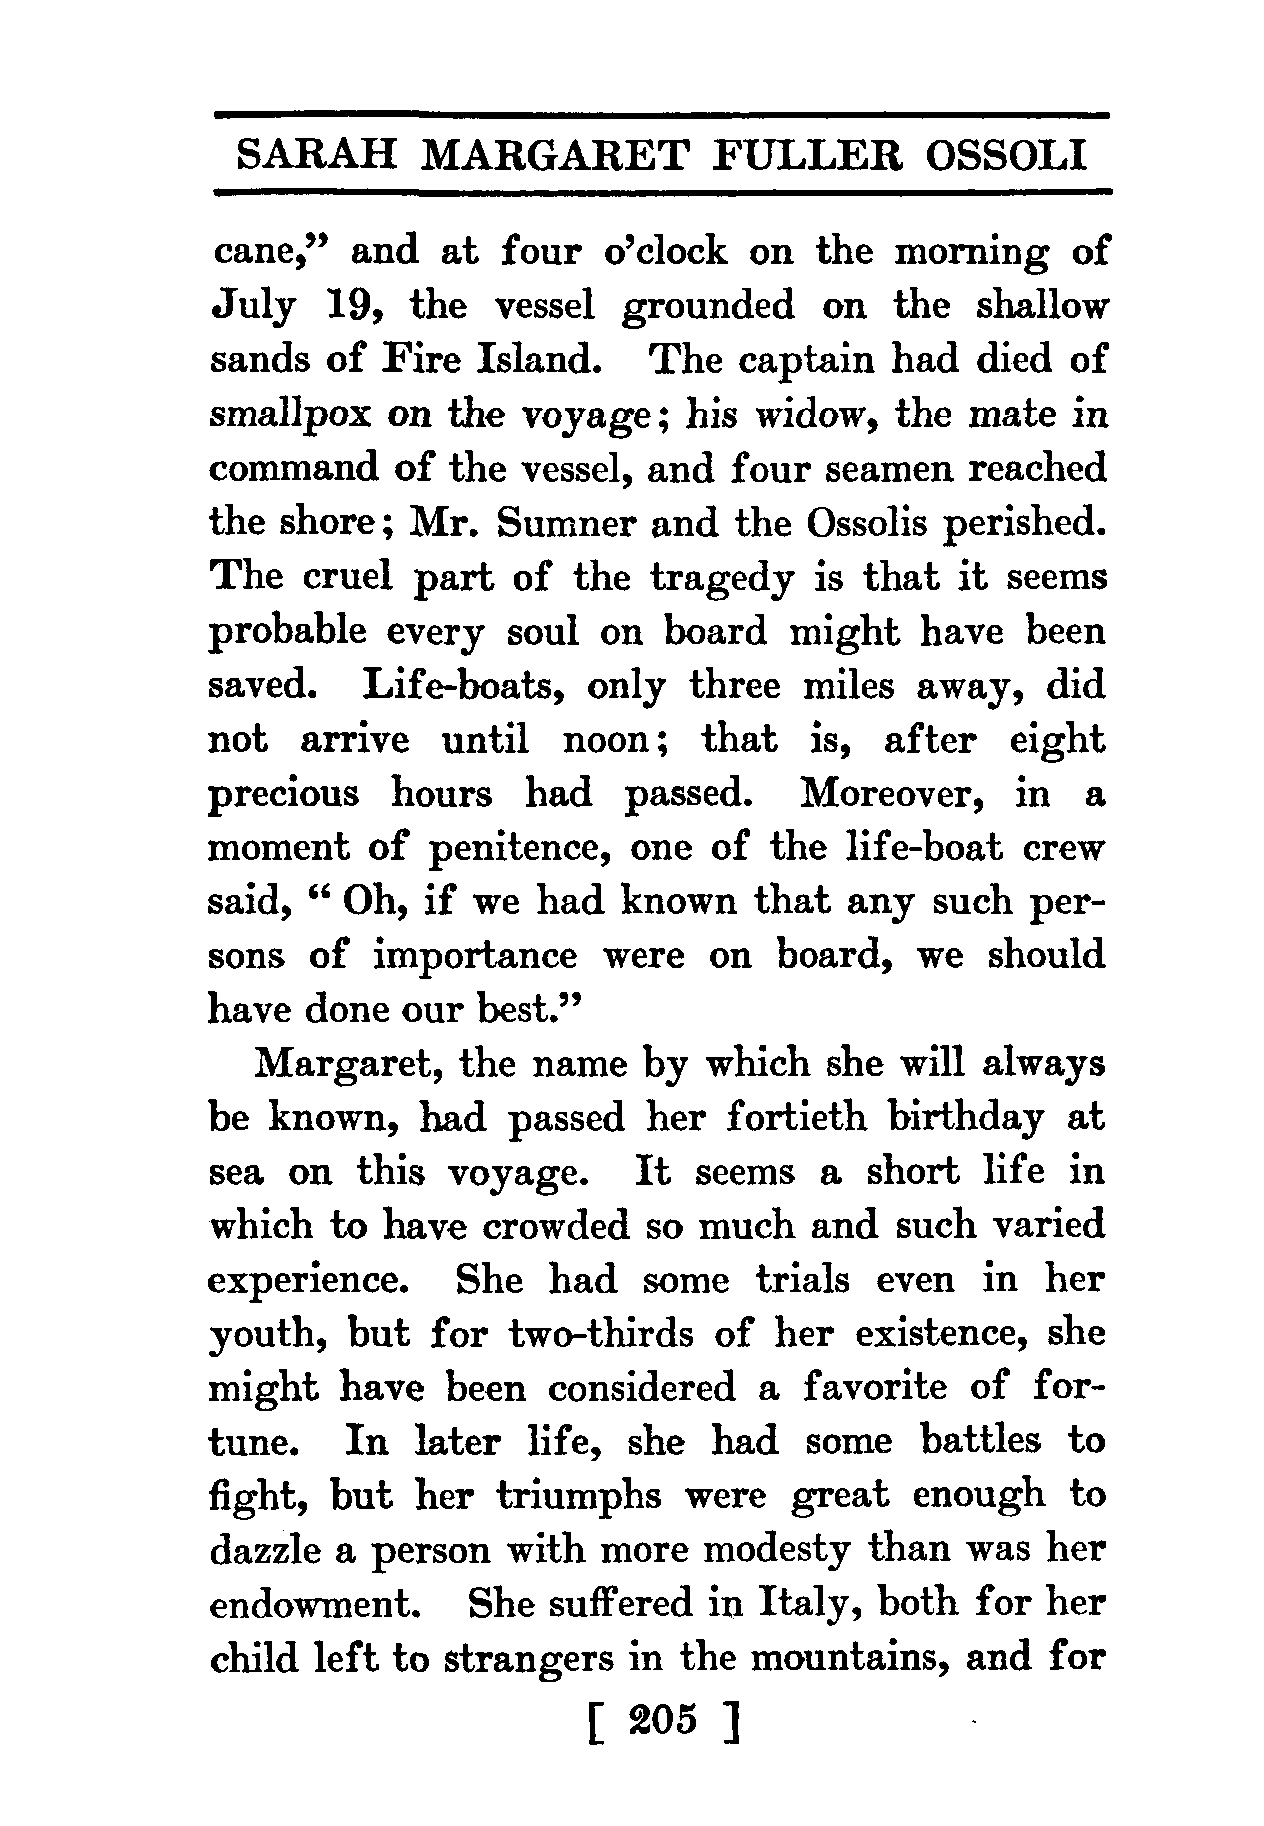 SARAH MARGARET FULLER OSSOLI
cane,” and at four o’clock on the morning of
July 19, the vessel grounded on the shallow
sands of Fire Island. The captain had died of
smallpox on the voyage; his widow, the mate in
command of the vessel, and four seamen reached
the shore; Mr. Sumner and the Ossolis perished.
The cruel part of the tragedy is that it seems
probable every soul on board might have been
saved. Life-boats, only three miles away, did
not arrive until noon; that is, after eight
precious hours had passed. Moreover, in a
moment of penitence, one of the life-boat crew
said, “ Oh, if we had known that any such per-
sons of importance were on board, we should
have done our best.”
Margaret, the name by which she will always
be known, had passed her fortieth birthday at
sea on this voyage. It seems a short life in
which to have crowded so much and such varied
experience. She had some trials even in her
youth, but for two-thirds of her existence, she
might have been considered a favorite of for-
tune. In later life, she had some battles to
fight, but her triumphs were great enough to
dazzle a person with more modesty than was her
endowment. She suffered in Italy, both for her
child left to strangers in the mountains, and for
[ 205 ]